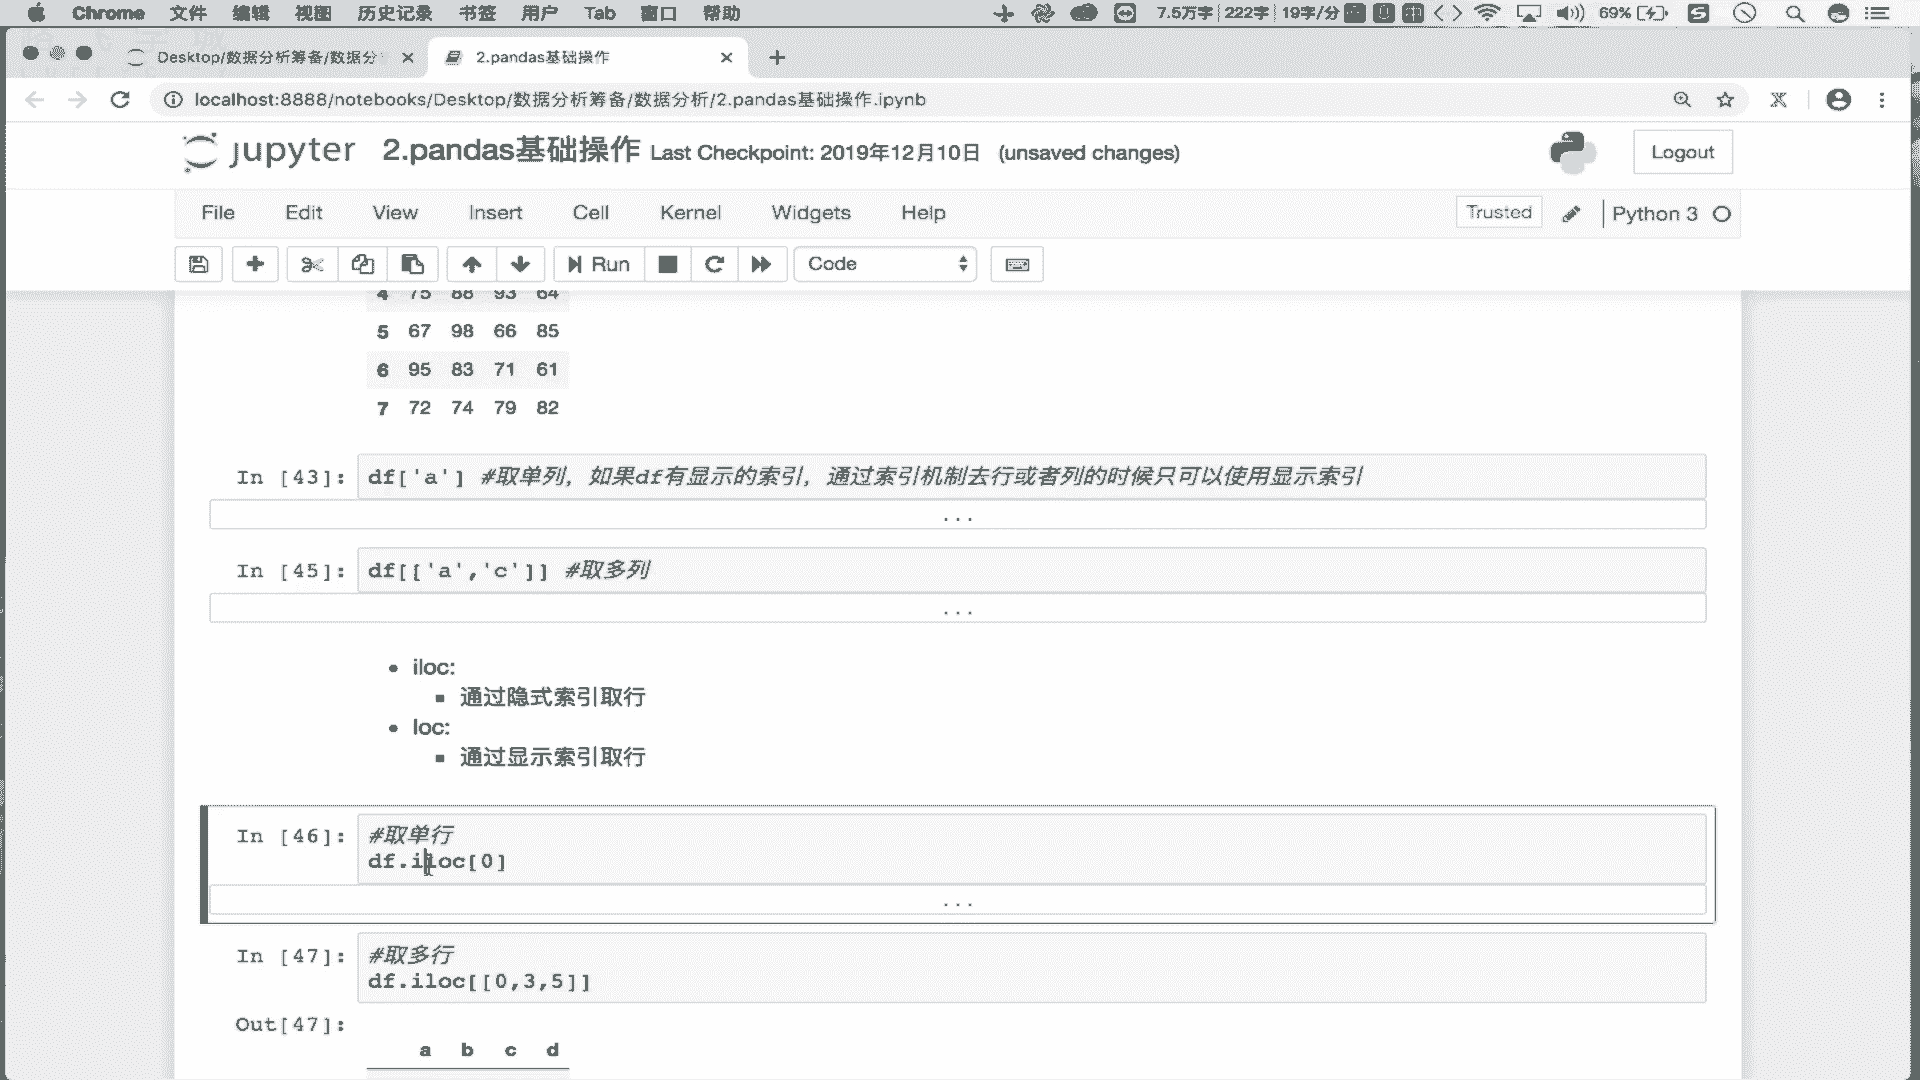 Chrome 文件 编辑 视图 历史记录 书签 用户 Tab 窗口 帮助 7.5万字 222字 19字/分 69%
Desktop/数据分析筹备/数据分 2.pandas基础操作
localhost:8888/notebooks/Desktop/数据分析筹备/数据分析/2.pandas基础操作.ipynb
jupyter 2.pandas基础操作 Last Checkpoint: 2019年12月10日 (unsaved changes) Logout
File Edit View Insert Cell Kernel Widgets Help Trusted Python 3
Run Code
4 75 88 93 64
5 67 98 66 85
6 95 83 71 61
7 72 74 79 82
In [43]: df['a'] #取单列，如果df有显示的索引，通过索引机制去行或者列的时候只可以使用显示索引
...
In [45]: df[['a','c']] #取多列
...
iloc:
通过隐式索引取行
loc:
通过显示索引取行
In [46]: #取单行
df.iloc[0]
...
In [47]: #取多行
df.iloc[[0,3,5]]
Out[47]:
a b c d